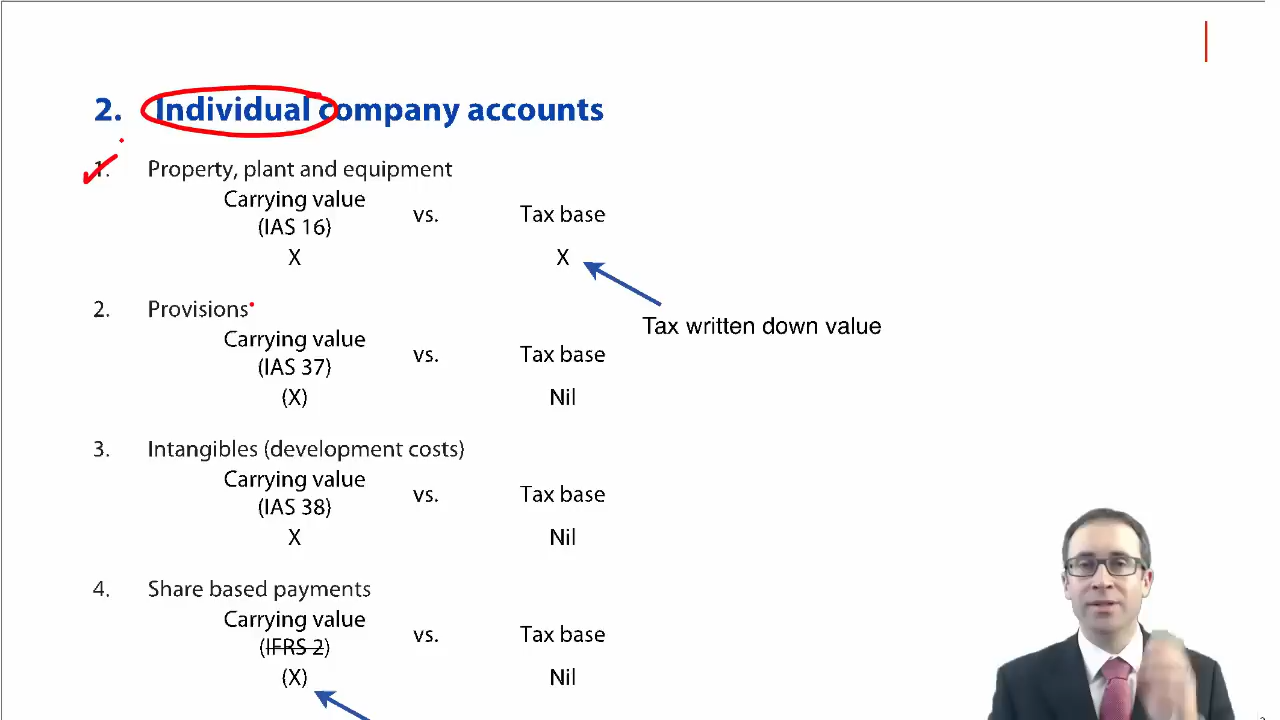 2. Individual company accounts
1. Property, plant and equipment
Carrying value vs. Tax base
(IAS 16)
X X
Tax written down value
2. Provisions
Carrying value vs. Tax base
(IAS 37)
(X) Nil
3. Intangibles (development costs)
Carrying value vs. Tax base
(IAS 38)
X Nil
4. Share based payments
Carrying value vs. Tax base
(IFRS 2)
(X) Nil